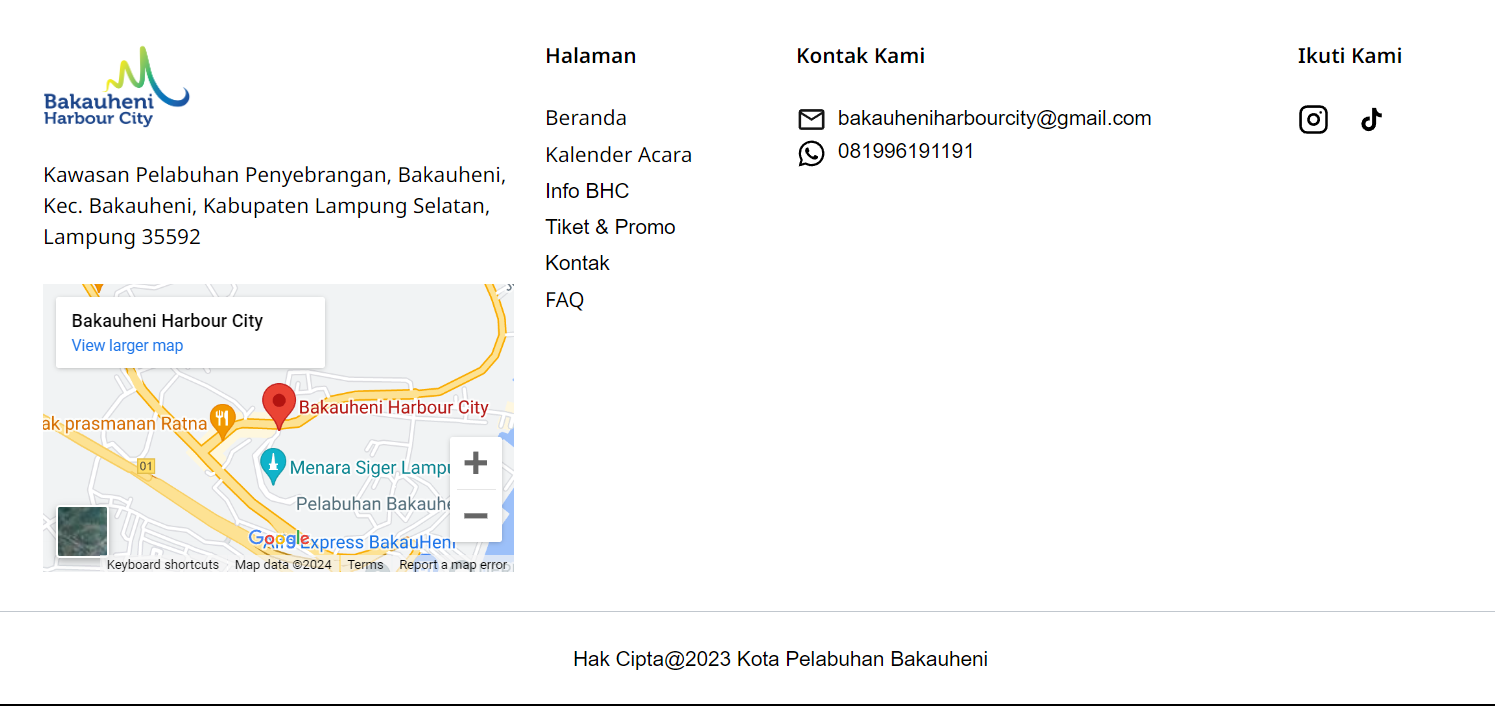 Bakauheni
Harbour City
Kawasan Pelabuhan Penyebrangan, Bakauheni,
Kec. Bakauheni, Kabupaten Lampung Selatan,
Lampung 35592
Bakauheni Harbour City
View larger map
Bakauheni Harbour City
ak prasmanan Ratna
01
Menara Siger Lampu
Pelabuhan Bakauhe
Google
Express BakauHeni
Keyboard shortcuts
Map data ©2024
Terms
Report a map error
Halaman
Beranda
Kalender Acara
Info BHC
Tiket & Promo
Kontak
FAQ
Kontak Kami
bakauheniharbourcity@gmail.com
081996191191
Ikuti Kami
Hak Cipta@2023 Kota Pelabuhan Bakauheni